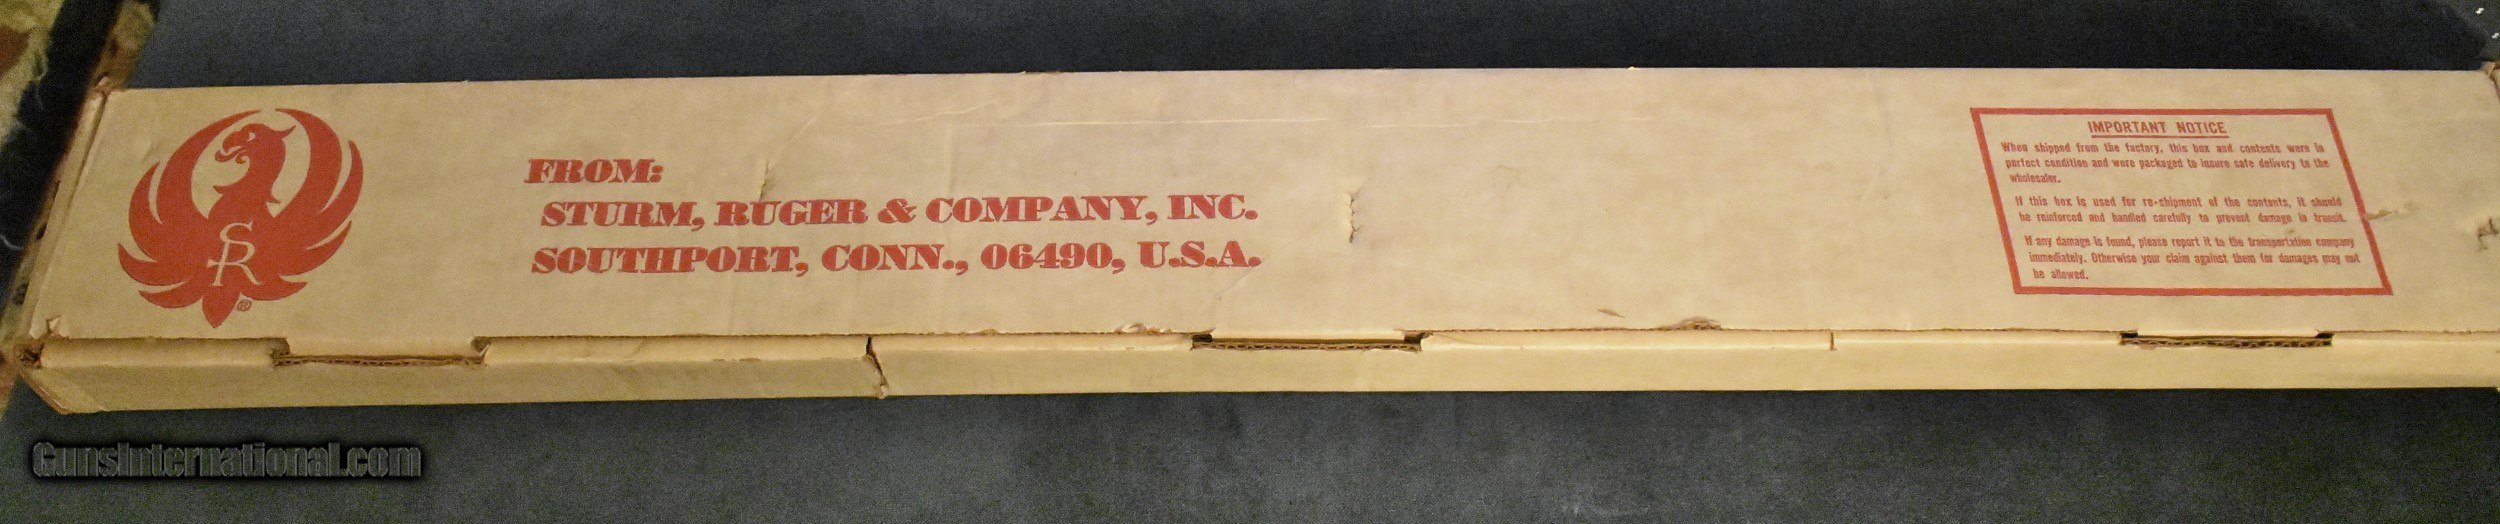 SR
®
FROM:
STURM, RUGER & COMPANY, INC.
SOUTHPORT, CONN., 06490, U.S.A.
IMPORTANT NOTICE
When shipped from the factory, this box and contents were in
perfect condition and were packaged to insure safe delivery to the
wholesaler.
If this box is used for re-shipment of the contents, it should
be reinforced and handled carefully to prevent damage in transit.
If any damage is found, please report it to the transportation company
immediately. Otherwise your claim against them for damages may not
be allowed.
GunsInternational.com